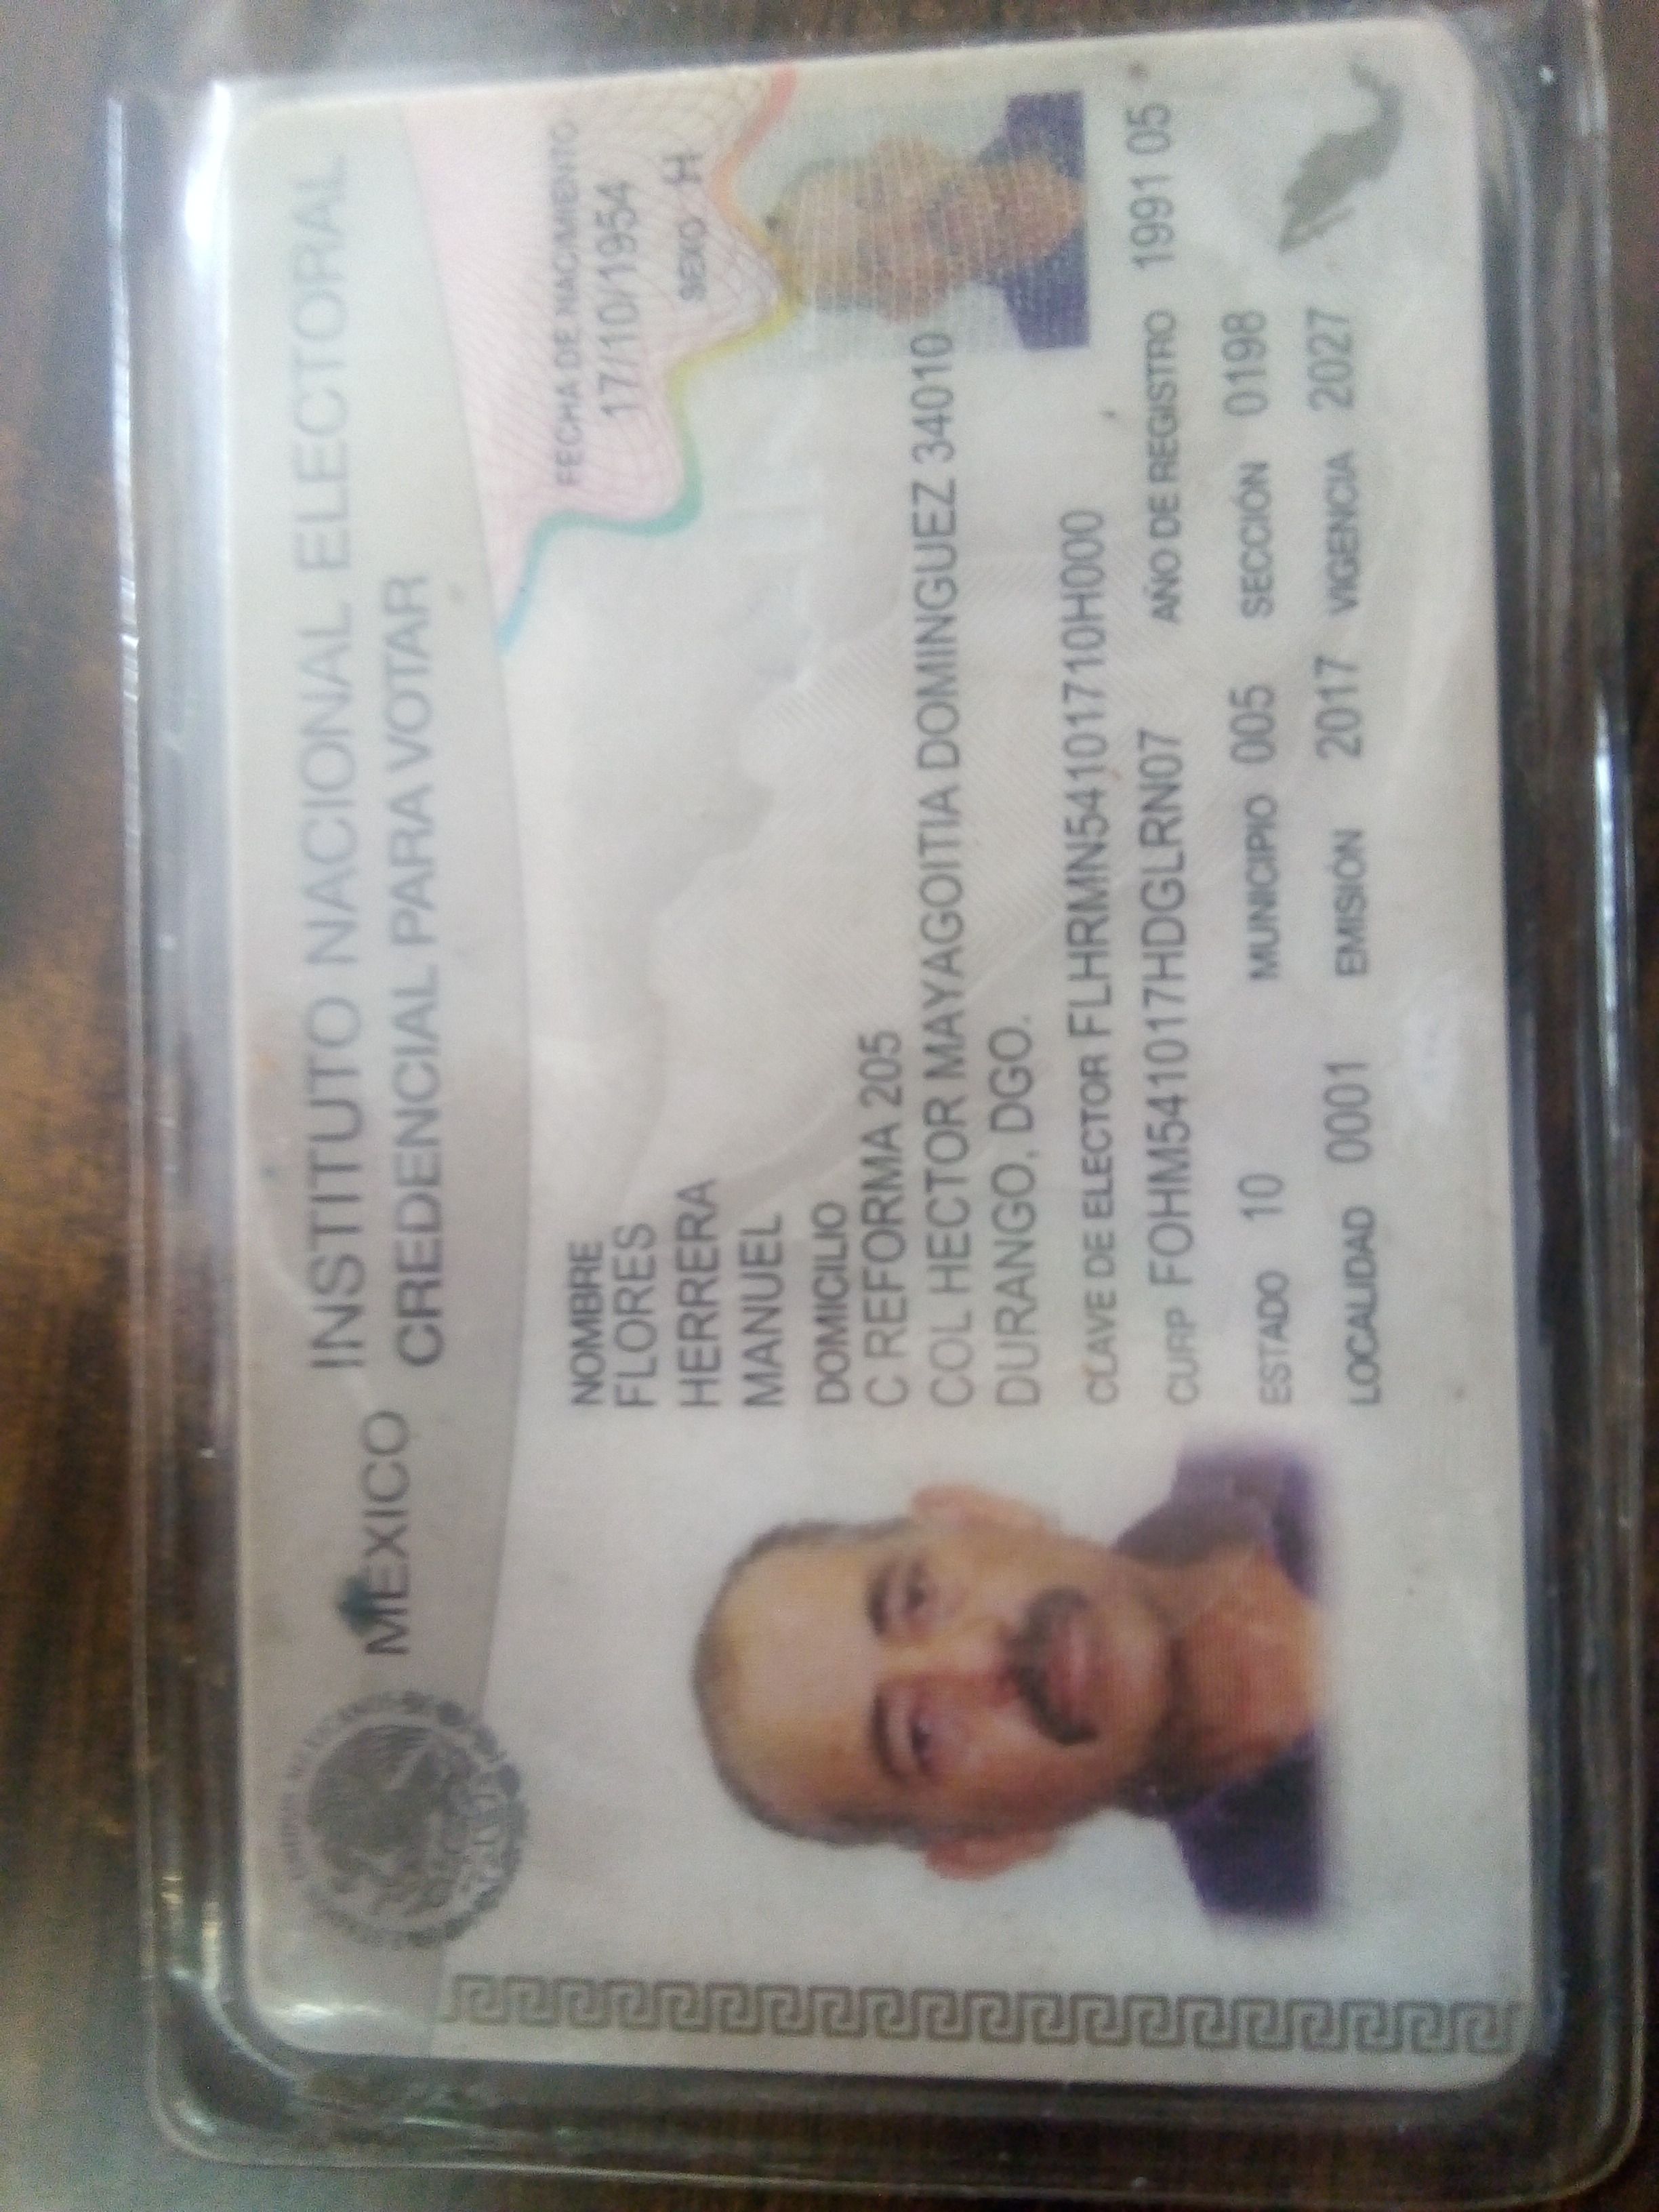 MÉXICO INSTITUTO NACIONAL ELECTORAL
CREDENCIAL PARA VOTAR
NOMBRE
FLORES
HERRERA
MANUEL
FECHA DE NACIMIENTO
17/10/1954
SEXO H
DOMICILIO
C REFORMA 205
COL HECTOR MAYAGOITIA DOMINGUEZ 34010
DURANGO, DGO.
CLAVE DE ELECTOR FLHRMN54101710H000
CURP FOHM541017HDGLRN07 AÑO DE REGISTRO 1991 05
ESTADO 10 MUNICIPIO 005 SECCIÓN 0198
LOCALIDAD 0001 EMISIÓN 2017 VIGENCIA 2027